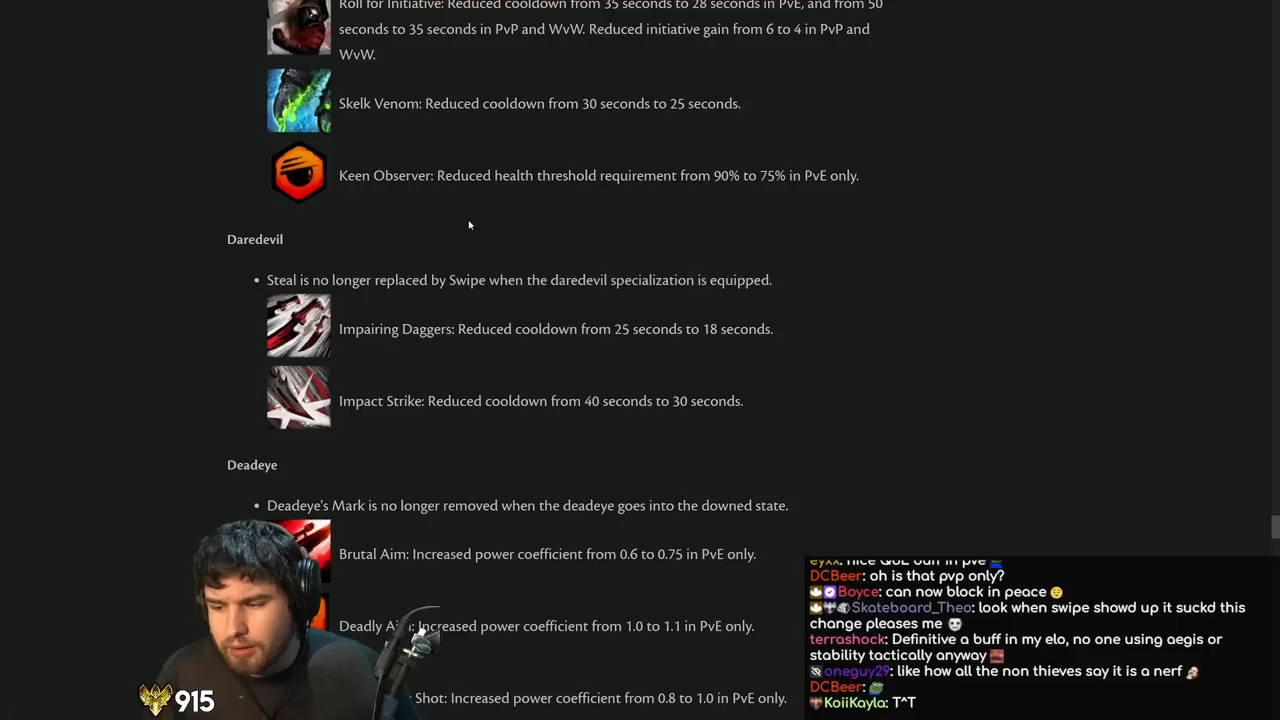 Roll for Initiative: Reduced cooldown from 35 seconds to 28 seconds in PvE, and from 50
seconds to 35 seconds in PvP and WvW. Reduced initiative gain from 6 to 4 in PvP and
WvW.
Skelk Venom: Reduced cooldown from 30 seconds to 25 seconds.
Keen Observer: Reduced health threshold requirement from 90% to 75% in PvE only.
Daredevil
• Steal is no longer replaced by Swipe when the daredevil specialization is equipped.
Impairing Daggers: Reduced cooldown from 25 seconds to 18 seconds.
Impact Strike: Reduced cooldown from 40 seconds to 30 seconds.
Deadeye
• Deadeye's Mark is no longer removed when the deadeye goes into the downed state.
Brutal Aim: Increased power coefficient from 0.6 to 0.75 in PvE only.
Deadly Increased power coefficient from 1.0 to 1.1 in PvE only.
Shot: Increased power coefficient from 0.8 to 1.0 in PvE only.
915
eyxx: nice QoL buff in pve
DCBeer: oh is that pvp only?
Boyce: can now block in peace
Skateboard_Theo: look when swipe showd up it suckd this
change pleases me
terrashock: Definitive a buff in my elo, no one using aegis or
stability tactically anyway
oneguy29: like how all the non thieves say it is a nerf
DCBeer:
KoiiKayla: T^T